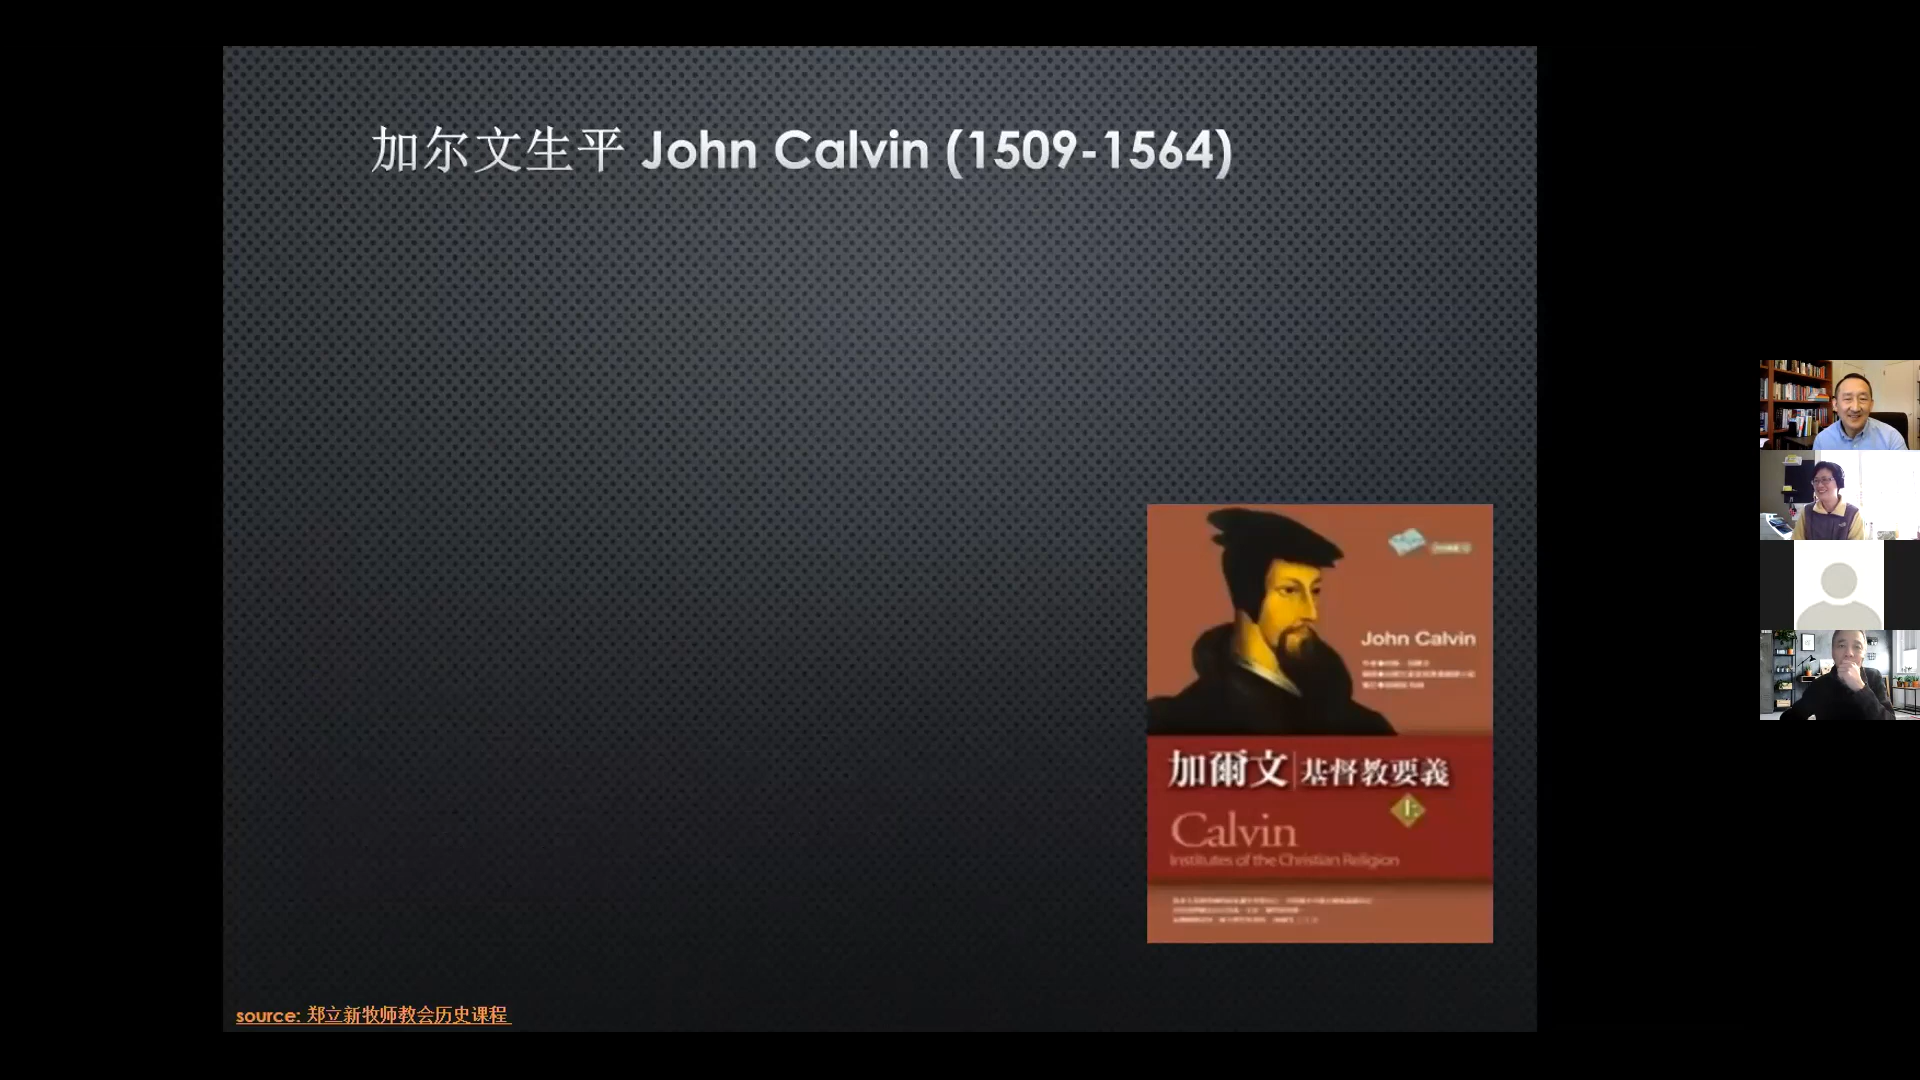 加尔文生平 John Calvin (1509-1564)
John Calvin
加爾文|基督教要義
上
Calvin
Institutes of the Christian Religion
source: 郑立新牧师教会历史课程